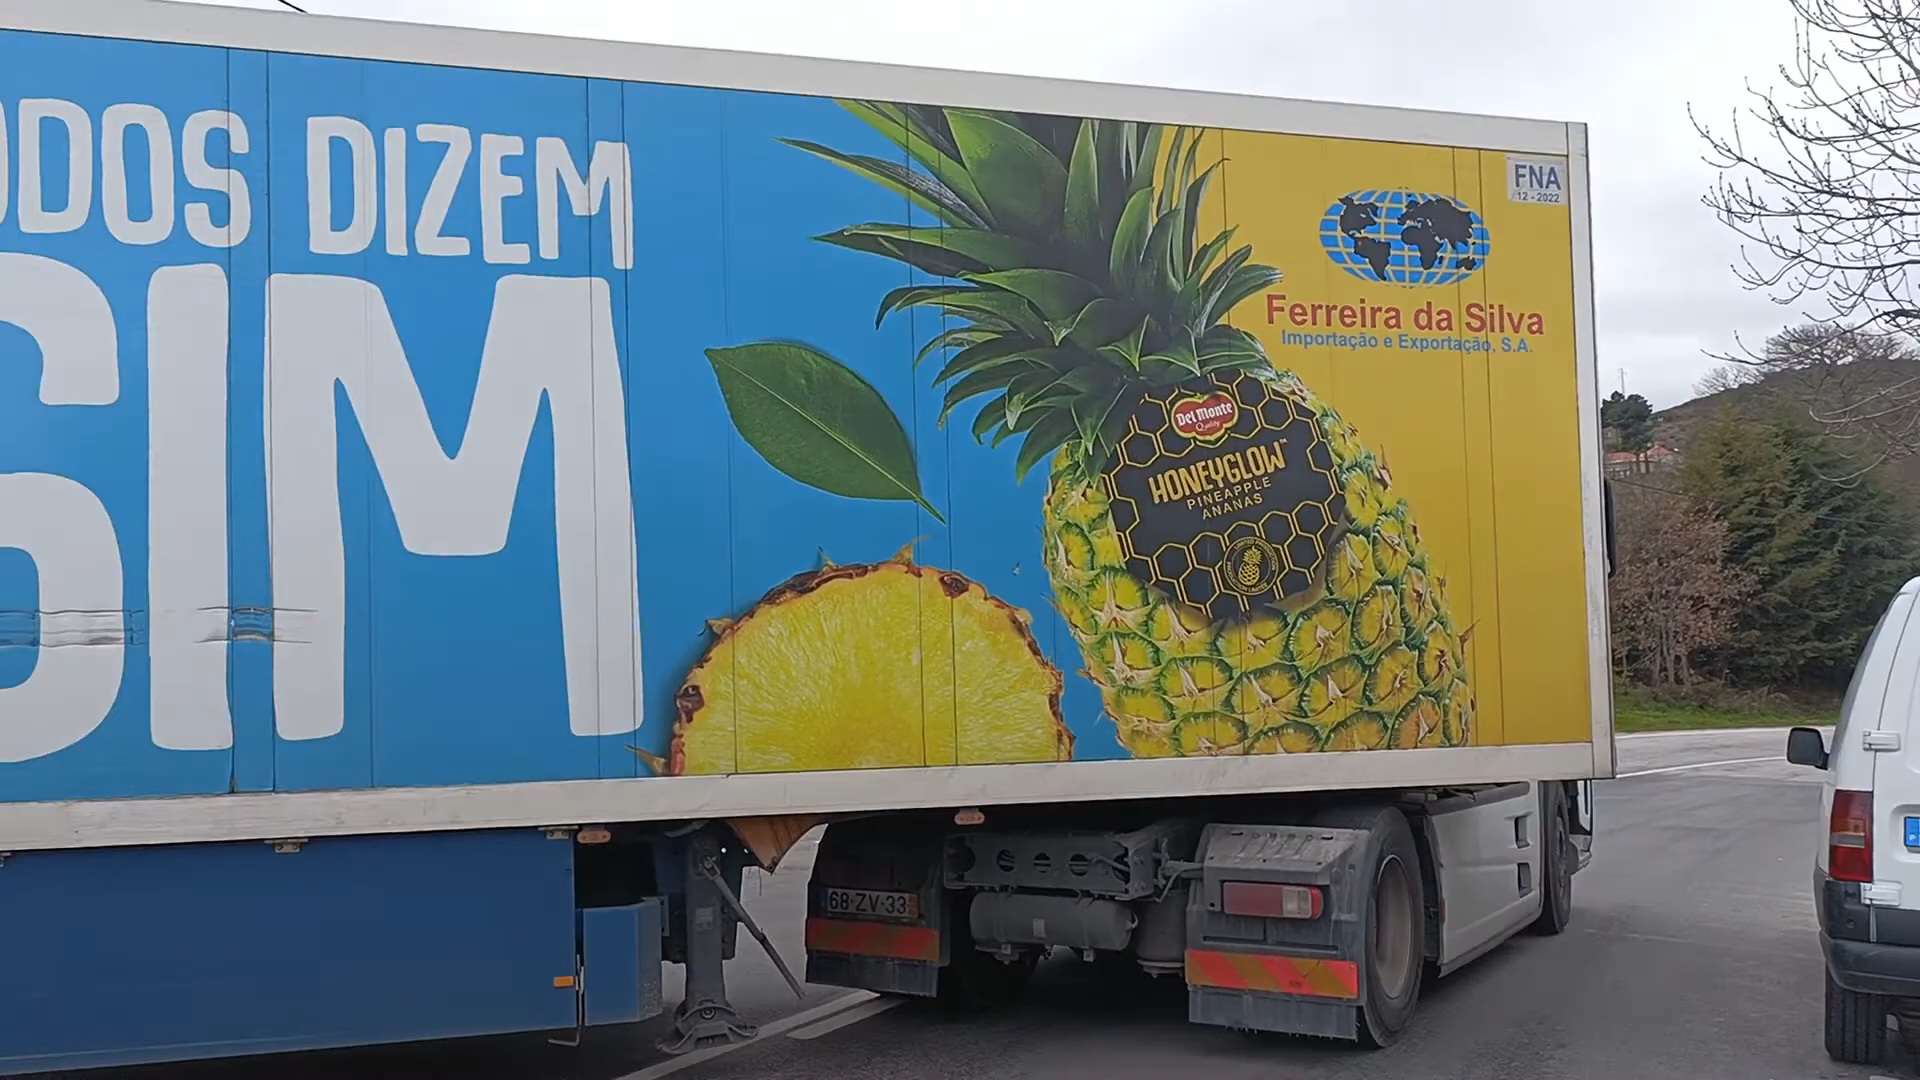 ODOS DIZEM
SIM
FNA
12 - 2022
Ferreira da Silva
Importação e Exportação, S.A.
Del Monte
Quality
HONEYGLOW™
PINEAPPLE
ANANAS
68-ZV-33